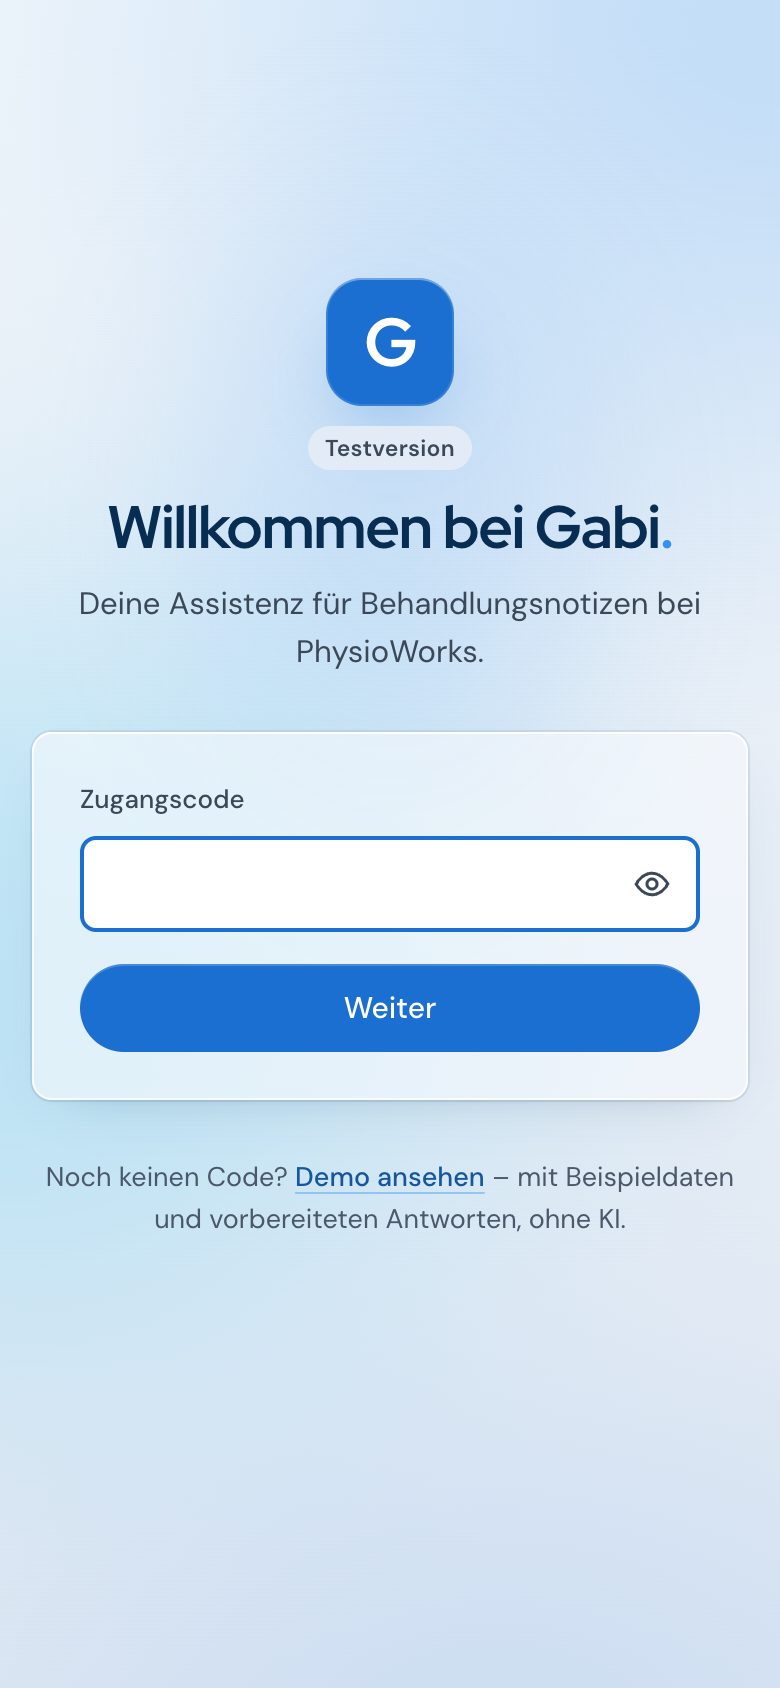 G
Testversion
Willkommen bei Gabi.
Deine Assistenz für Behandlungsnotizen bei
PhysioWorks.
Zugangscode
Weiter
Noch keinen Code? Demo ansehen – mit Beispieldaten
und vorbereiteten Antworten, ohne KI.